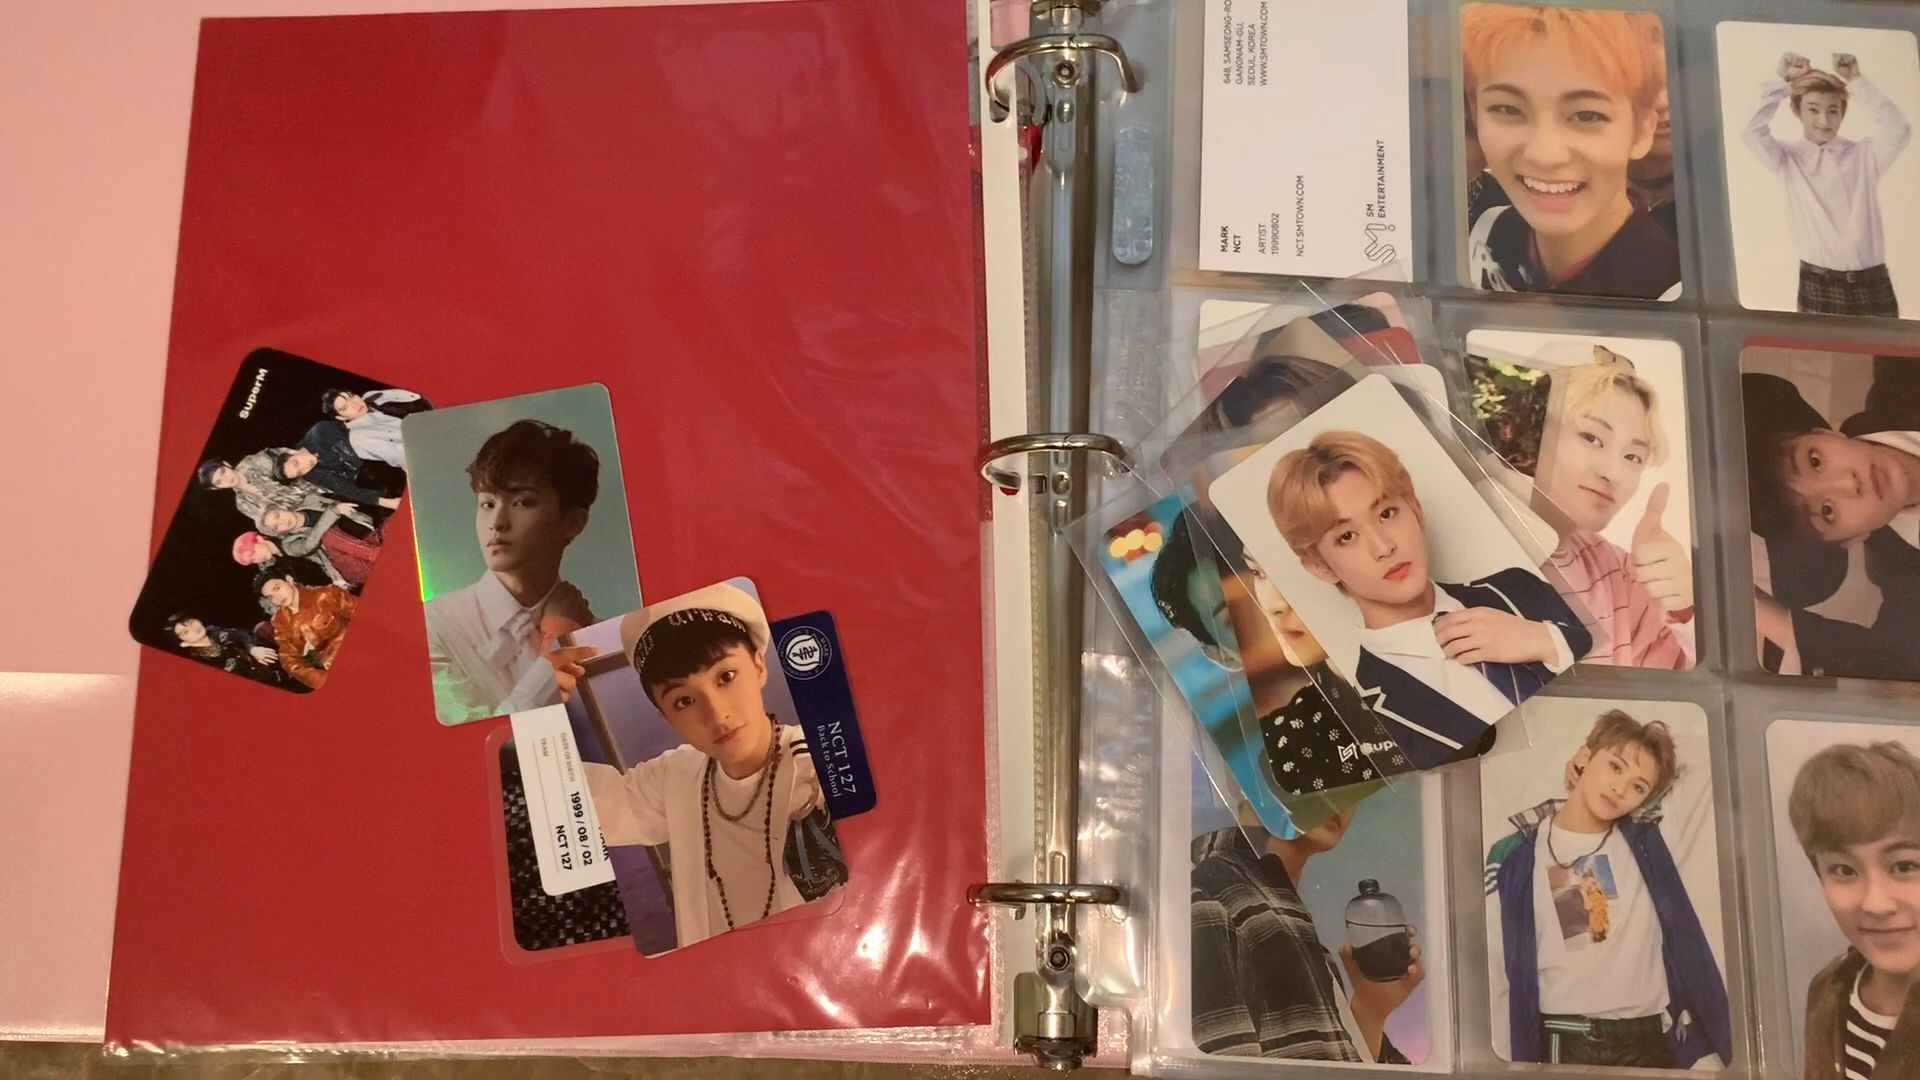 SuperM
DATE OF BIRTH 1999 / 08 / 02
TEAM NCT 127
NCT 127
Back to School
648, SAMSEONG-RO
GANGNAM-GU,
SEOUL, KOREA
WWW.SMTOWN.COM
MARK
NCT
ARTIST
19990802
NCT.SMTOWN.COM
SM
ENTERTAINMENT